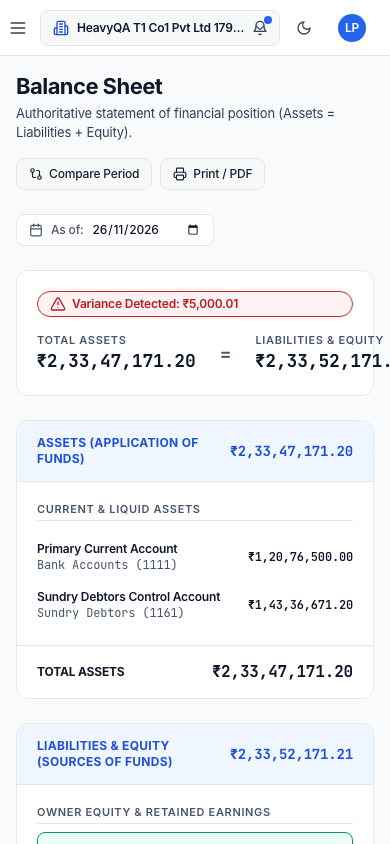 HeavyQA T1 Co1 Pvt Ltd 179...
LP
Balance Sheet
Authoritative statement of financial position (Assets =
Liabilities + Equity).
Compare Period
Print / PDF
As of: 26/11/2026
Variance Detected: ₹5,000.01
TOTAL ASSETS
₹2,33,47,171.20
=
LIABILITIES & EQUITY
₹2,33,52,171.
ASSETS (APPLICATION OF
FUNDS)
₹2,33,47,171.20
CURRENT & LIQUID ASSETS
Primary Current Account
Bank Accounts (1111)
₹1,20,76,500.00
Sundry Debtors Control Account
Sundry Debtors (1161)
₹1,43,36,671.20
TOTAL ASSETS
₹2,33,47,171.20
LIABILITIES & EQUITY
(SOURCES OF FUNDS)
₹2,33,52,171.21
OWNER EQUITY & RETAINED EARNINGS